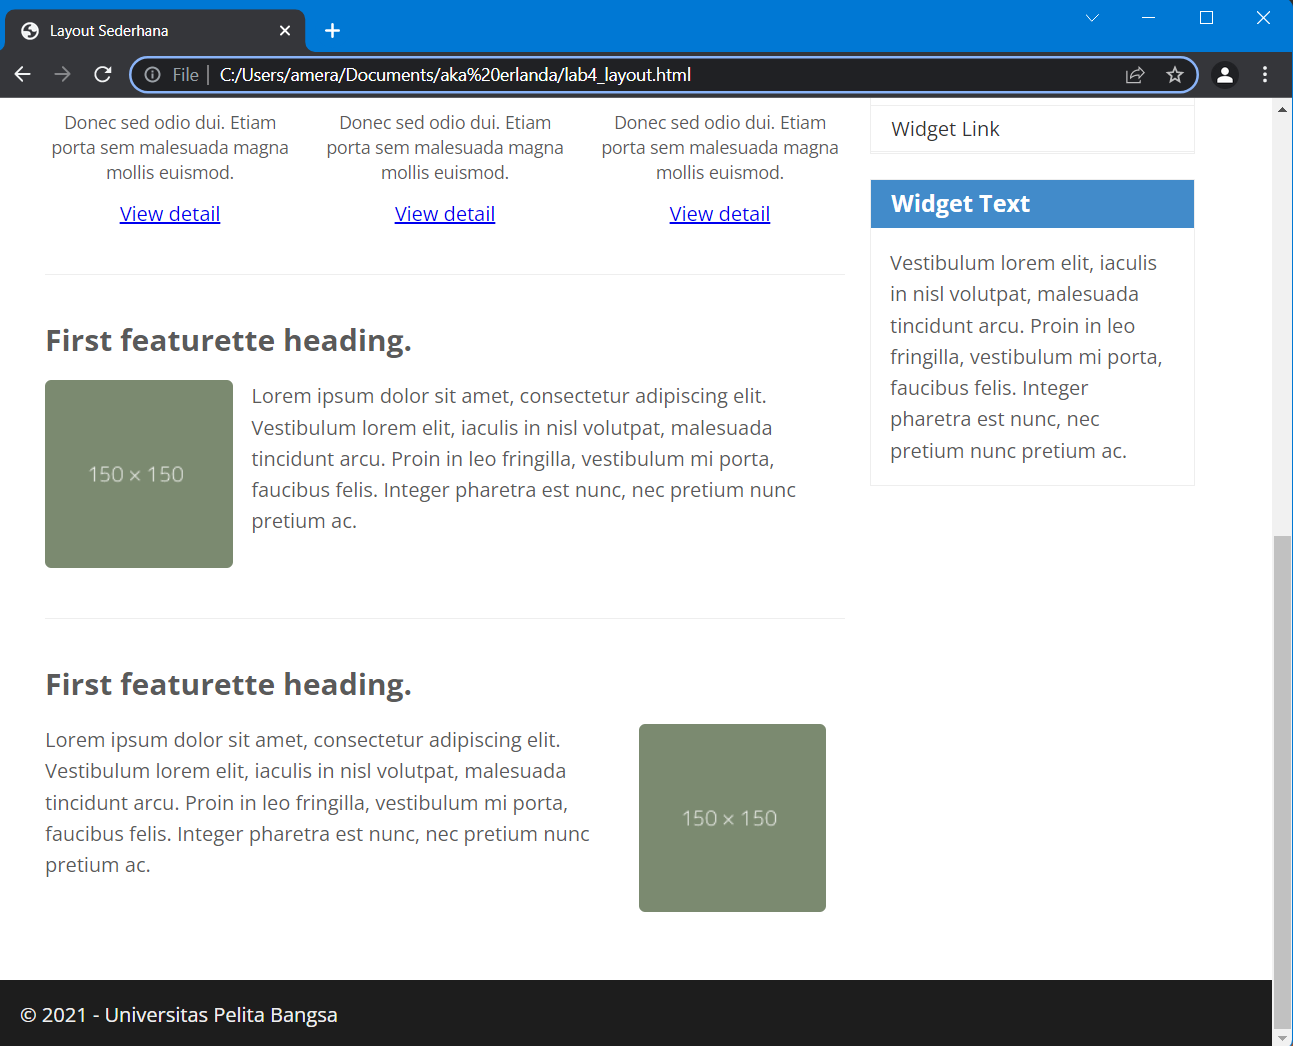 Layout Sederhana
File
C:/Users/amera/Documents/aka%20erlanda/lab4_layout.html
Donec sed odio dui. Etiam
porta sem malesuada magna
mollis euismod.
View detail
Donec sed odio dui. Etiam
porta sem malesuada magna
mollis euismod.
View detail
Donec sed odio dui. Etiam
porta sem malesuada magna
mollis euismod.
View detail
First featurette heading.
150 × 150
Lorem ipsum dolor sit amet, consectetur adipiscing elit.
Vestibulum lorem elit, iaculis in nisl volutpat, malesuada
tincidunt arcu. Proin in leo fringilla, vestibulum mi porta,
faucibus felis. Integer pharetra est nunc, nec pretium nunc
pretium ac.
First featurette heading.
Lorem ipsum dolor sit amet, consectetur adipiscing elit.
Vestibulum lorem elit, iaculis in nisl volutpat, malesuada
tincidunt arcu. Proin in leo fringilla, vestibulum mi porta,
faucibus felis. Integer pharetra est nunc, nec pretium nunc
pretium ac.
150 × 150
Widget Link
Widget Text
Vestibulum lorem elit, iaculis
in nisl volutpat, malesuada
tincidunt arcu. Proin in leo
fringilla, vestibulum mi porta,
faucibus felis. Integer
pharetra est nunc, nec
pretium nunc pretium ac.
© 2021 - Universitas Pelita Bangsa